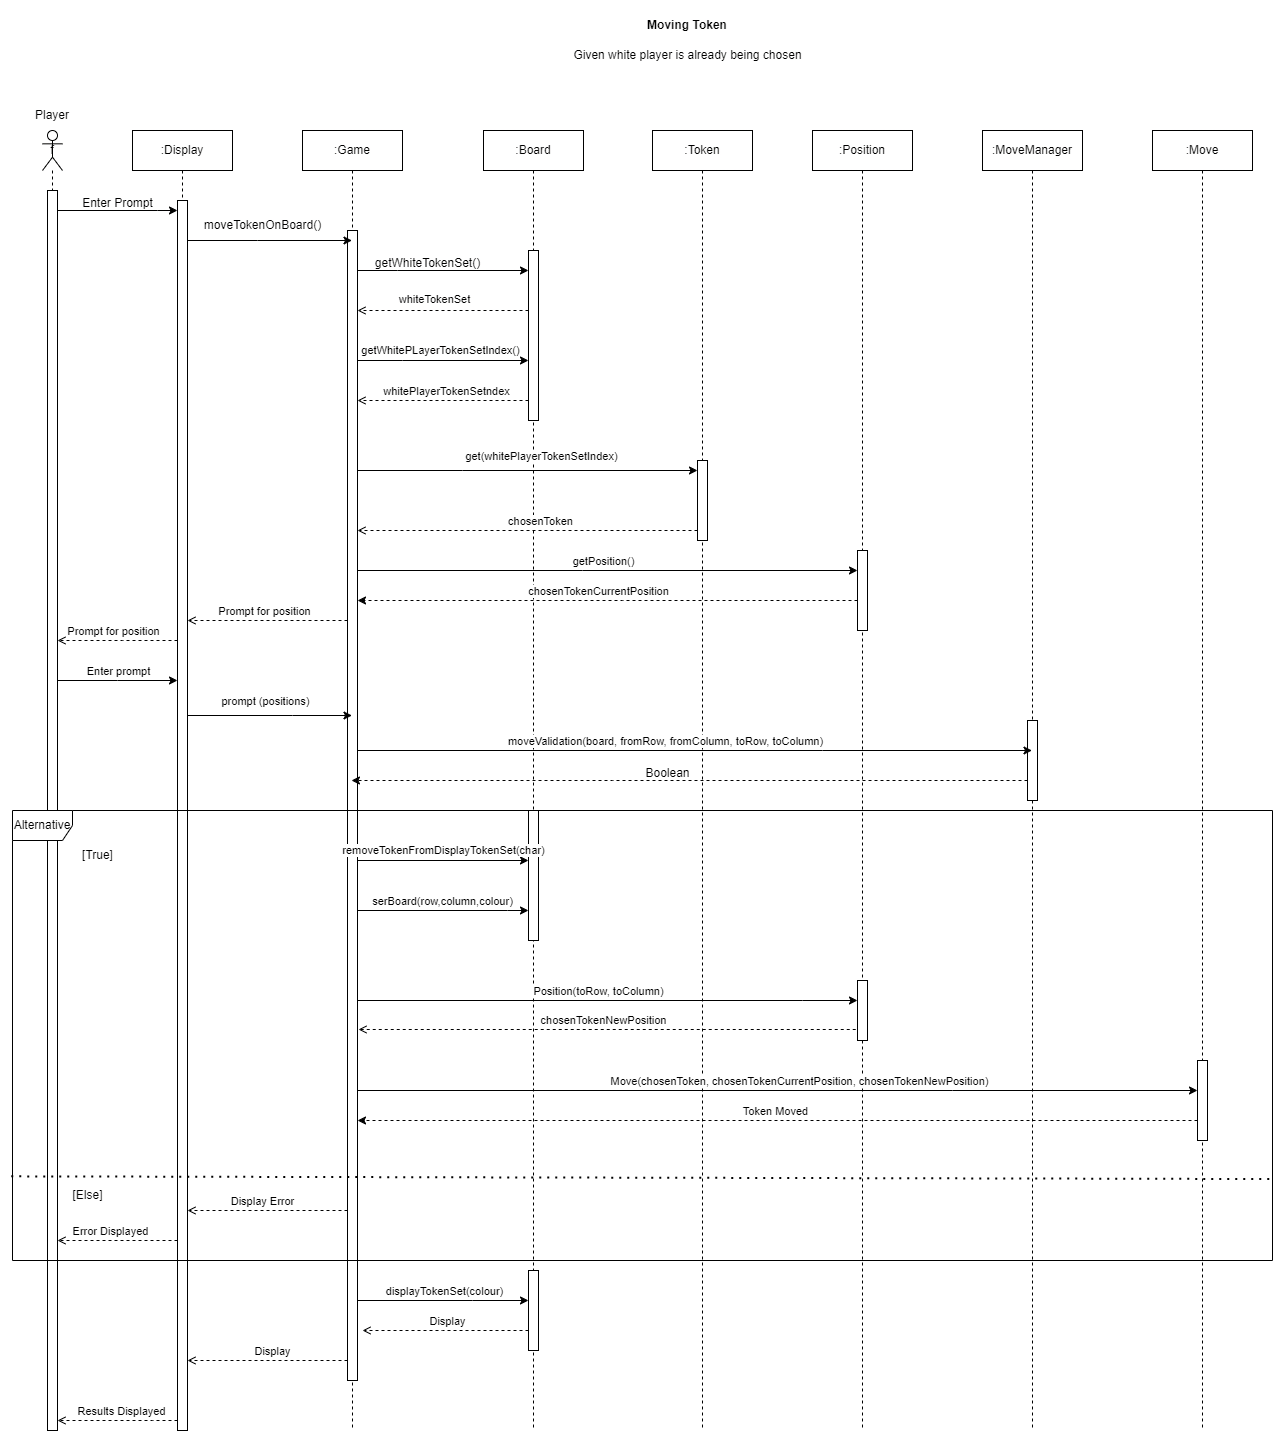 Moving Token
Given white player is already being chosen
Player
:Display
:Game
:Board
:Token
:Position
:MoveManager
:Move
Enter Prompt
moveTokenOnBoard()
getWhiteTokenSet()
whiteTokenSet
getWhitePLayerTokenSetIndex()
whitePlayerTokenSetndex
get(whitePlayerTokenSetIndex)
chosenToken
getPosition()
chosenTokenCurrentPosition
Prompt for position
Prompt for position
Enter prompt
prompt (positions)
moveValidation(board, fromRow, fromColumn, toRow, toColumn)
Boolean
Alternative
[True]
removeTokenFromDisplayTokenSet(char)
serBoard(row,column,colour)
Position(toRow, toColumn)
chosenTokenNewPosition
Move(chosenToken, chosenTokenCurrentPosition, chosenTokenNewPosition)
Token Moved
[Else]
Display Error
Error Displayed
displayTokenSet(colour)
Display
Display
Results Displayed